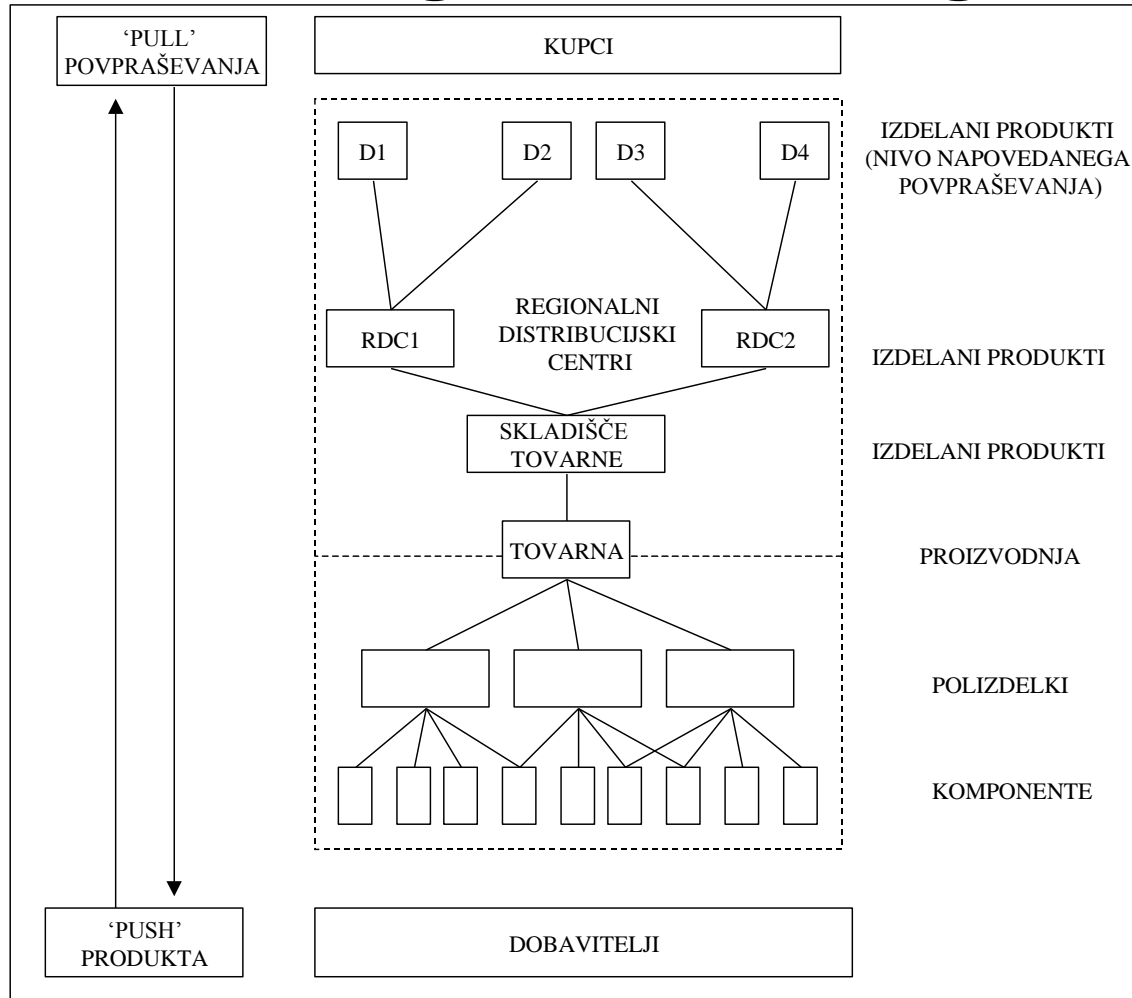 ‘PULL’
POVPRAŠEVANJA
KUPCI
D1
D2
D3
D4
IZDELANI PRODUKTI
(NIVO NAPOVEDANEGA
POVPRAŠEVANJA)
REGIONALNI
DISTRIBUCIJSKI
CENTRI
RDC1
RDC2
IZDELANI PRODUKTI
SKLADIŠČE
TOVARNE
IZDELANI PRODUKTI
TOVARNA
PROIZVODNJA
POLIZDELKI
KOMPONENTE
‘PUSH’
PRODUKTA
DOBAVITELJI